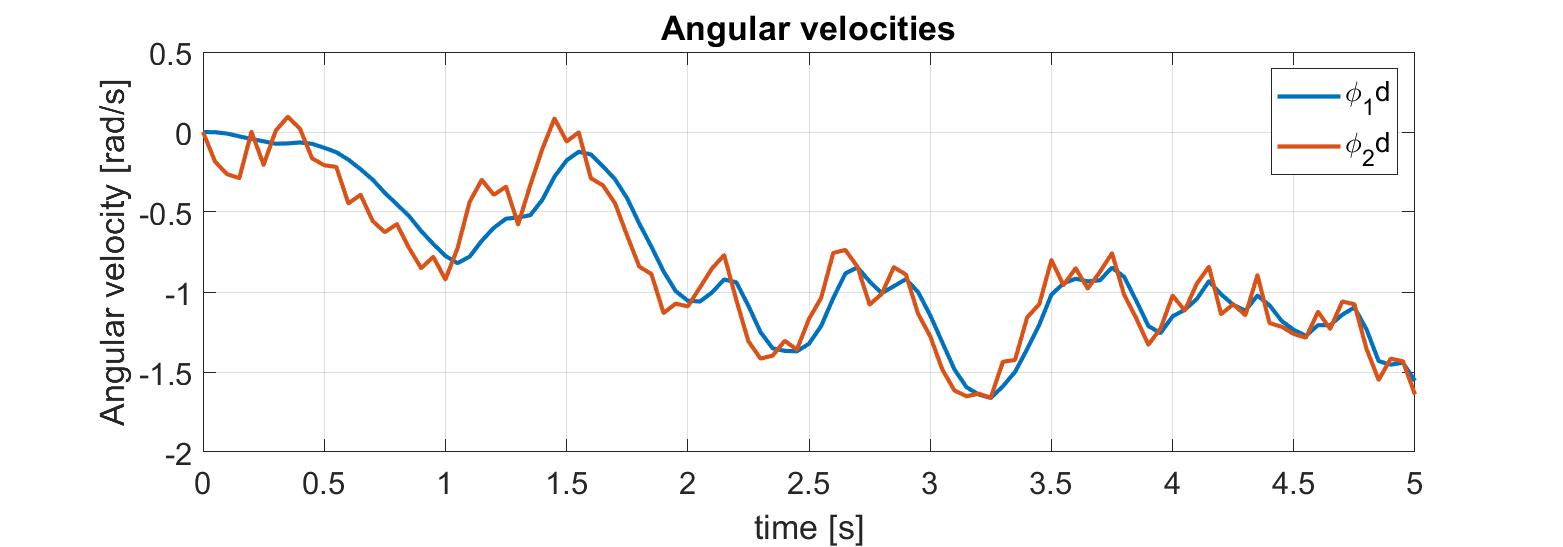 Angular velocities
Angular velocity [rad/s]
0.5
0
-0.5
-1
-1.5
-2
ϕ₁d
ϕ₂d
0 0.5 1 1.5 2 2.5 3 3.5 4 4.5 5
time [s]